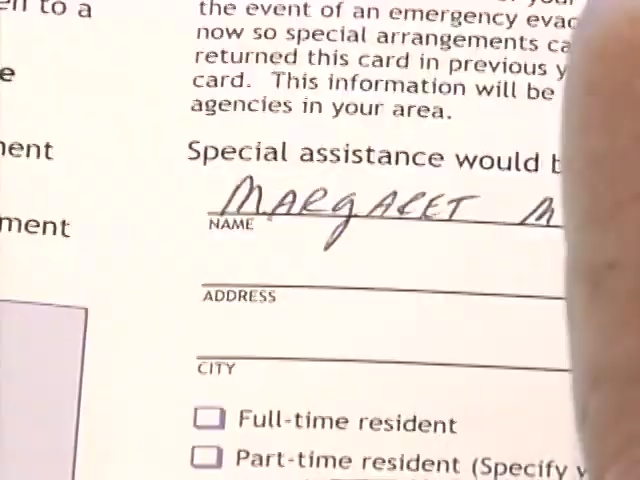 en to a
the event of an emergency evac
now so special arrangements ca
returned this card in previous y
e
card. This information will be
agencies in your area.
ment
Special assistance would b
MARgARET M
NAME
ment
ADDRESS
CITY
Full-time resident
Part-time resident (Specify w